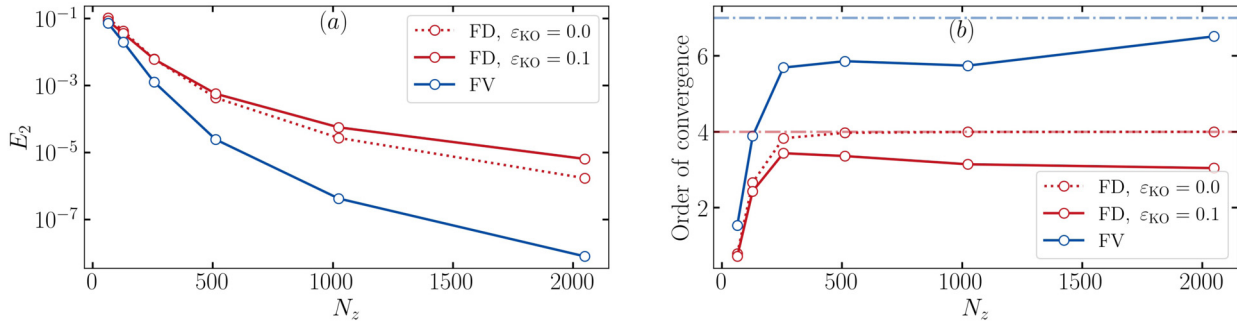 (a)
FD, ε_KO = 0.0
FD, ε_KO = 0.1
FV
10⁻¹
10⁻³
10⁻⁵
10⁻⁷
E₂
0
500
1000
1500
2000
N_z
(b)
FD, ε_KO = 0.0
FD, ε_KO = 0.1
FV
6
4
2
Order of convergence
0
500
1000
1500
2000
N_z